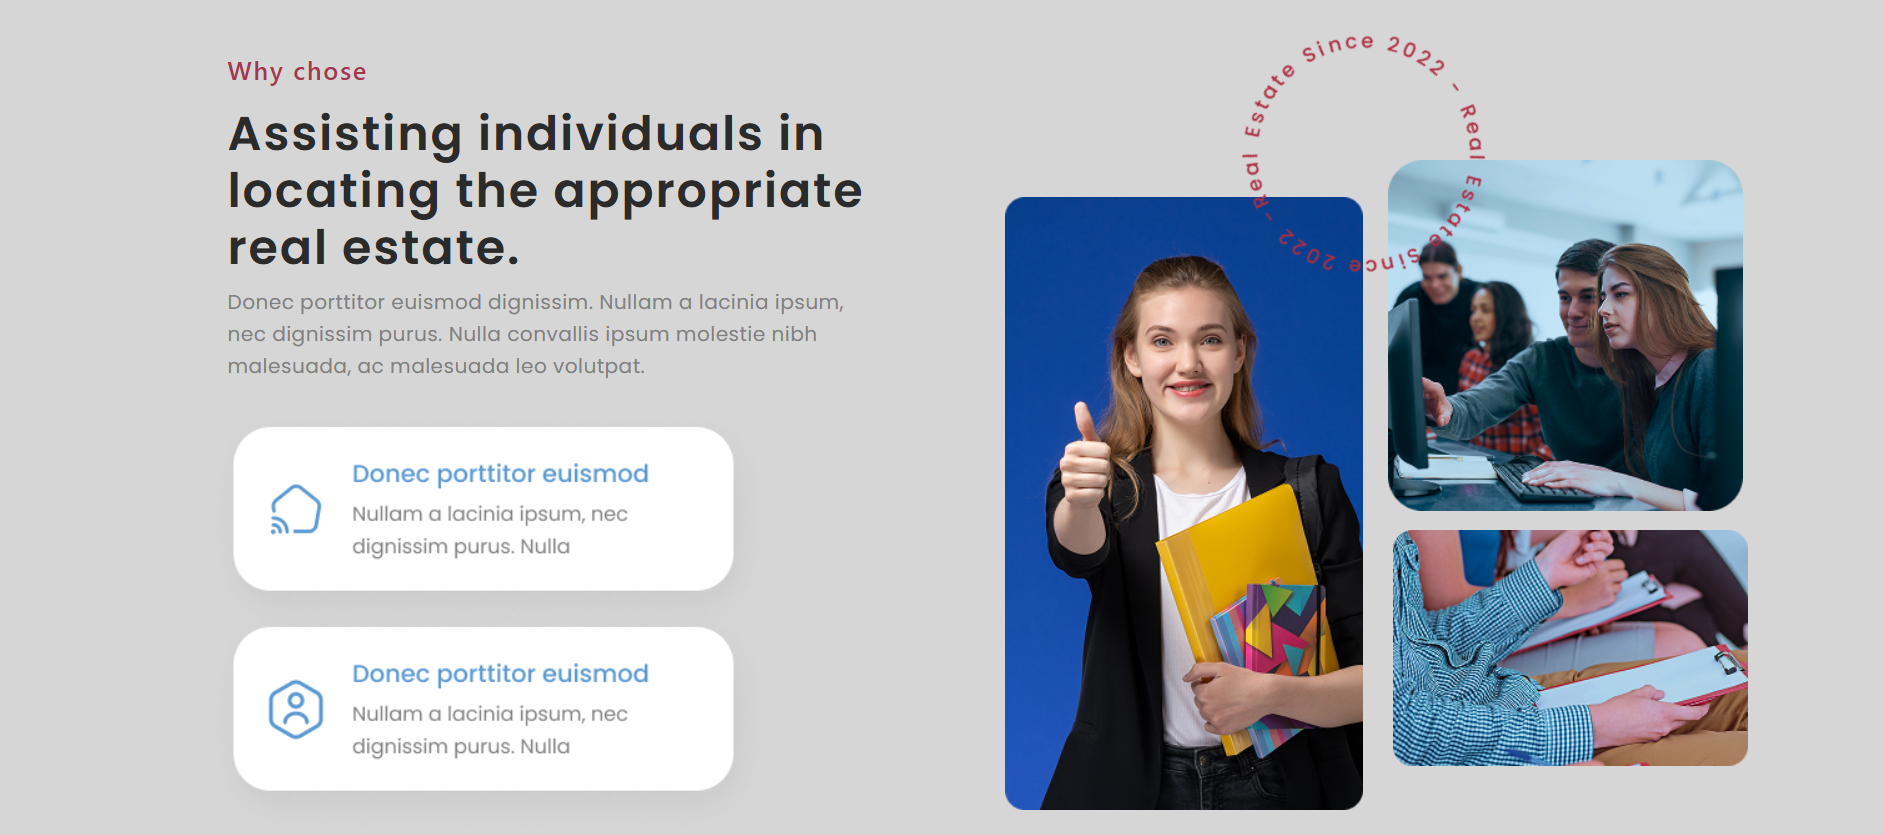 Why chose
Assisting individuals in
locating the appropriate
real estate.
Donec porttitor euismod dignissim. Nullam a lacinia ipsum,
nec dignissim purus. Nulla convallis ipsum molestie nibh
malesuada, ac malesuada leo volutpat.
Donec porttitor euismod
Nullam a lacinia ipsum, nec
dignissim purus. Nulla
Donec porttitor euismod
Nullam a lacinia ipsum, nec
dignissim purus. Nulla
Real Estate Since 2022 - Real Estate Since 2022 -